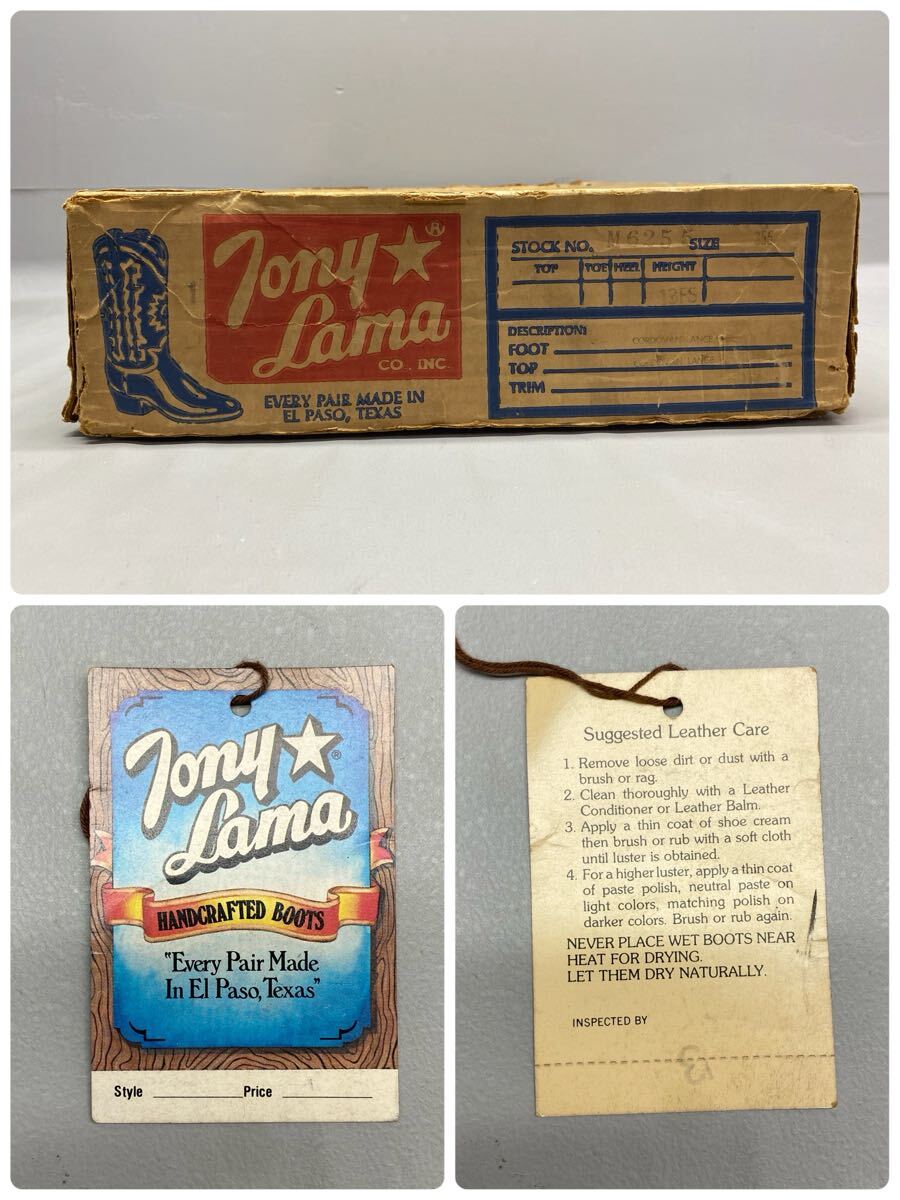 Tony
Lama
®
CO., INC.
EVERY PAIR MADE IN
EL PASO, TEXAS
STOCK NO. M6255 SIZE
TOP TOE HEEL HEIGHT
13FS
DESCRIPTION:
FOOT CORDOVAN LANGE
TOP LANGE
TRIM
Tony
®
Lama
HANDCRAFTED BOOTS
"Every Pair Made
In El Paso, Texas"
Style Price
Suggested Leather Care
1. Remove loose dirt or dust with a
brush or rag.
2. Clean thoroughly with a Leather
Conditioner or Leather Balm.
3. Apply a thin coat of shoe cream
then brush or rub with a soft cloth
until luster is obtained.
4. For a higher luster, apply a thin coat
of paste polish, neutral paste on
light colors, matching polish on
darker colors. Brush or rub again.
NEVER PLACE WET BOOTS NEAR
HEAT FOR DRYING.
LET THEM DRY NATURALLY.
INSPECTED BY